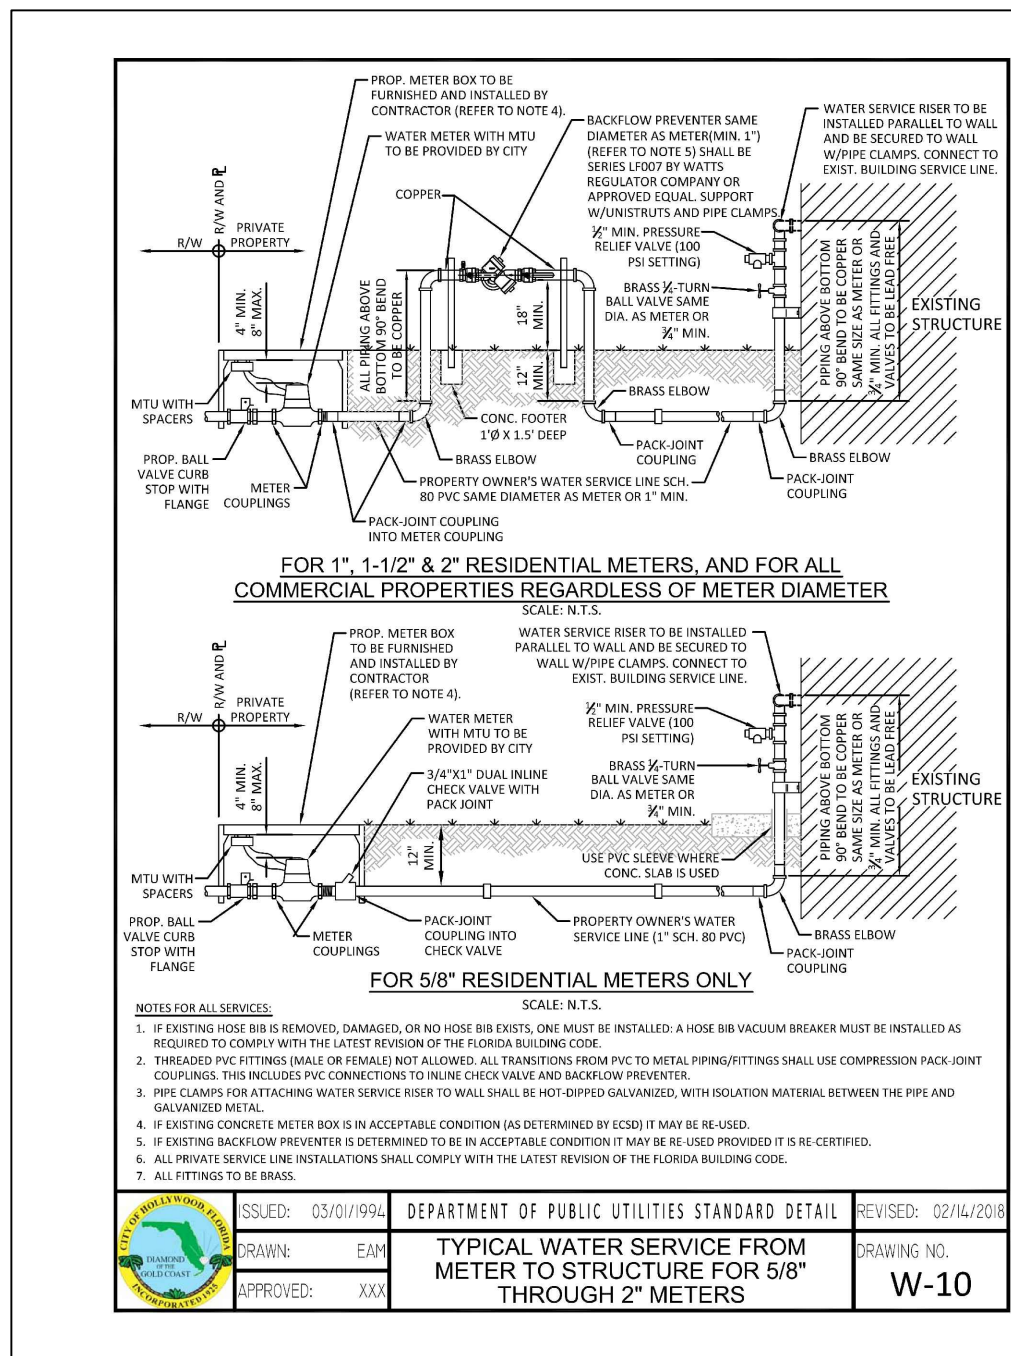 PROP. METER BOX TO BE
FURNISHED AND INSTALLED BY
CONTRACTOR (REFER TO NOTE 4).
WATER METER WITH MTU
TO BE PROVIDED BY CITY
COPPER
BACKFLOW PREVENTER SAME
DIAMETER AS METER(MIN. 1")
(REFER TO NOTE 5) SHALL BE
SERIES LF007 BY WATTS
REGULATOR COMPANY OR
APPROVED EQUAL. SUPPORT
W/UNISTRUTS AND PIPE CLAMPS.
WATER SERVICE RISER TO BE
INSTALLED PARALLEL TO WALL
AND BE SECURED TO WALL
W/PIPE CLAMPS. CONNECT TO
EXIST. BUILDING SERVICE LINE.
R/W AND PL
R/W
PRIVATE
PROPERTY
4" MIN.
8" MAX.
ALL PIPING ABOVE
BOTTOM 90° BEND
TO BE COPPER
18"
MIN.
12"
MIN.
½" MIN. PRESSURE
RELIEF VALVE (100
PSI SETTING)
BRASS ¼-TURN
BALL VALVE SAME
DIA. AS METER OR
¾" MIN.
PIPING ABOVE BOTTOM
90° BEND TO BE COPPER
SAME SIZE AS METER OR
¾" MIN. ALL FITTINGS AND
VALVES TO BE LEAD FREE
EXISTING
STRUCTURE
MTU WITH
SPACERS
PROP. BALL
VALVE CURB
STOP WITH
FLANGE
METER
COUPLINGS
PACK-JOINT COUPLING
INTO METER COUPLING
CONC. FOOTER
1'Ø X 1.5' DEEP
BRASS ELBOW
PROPERTY OWNER'S WATER SERVICE LINE SCH.
80 PVC SAME DIAMETER AS METER OR 1" MIN.
BRASS ELBOW
PACK-JOINT
COUPLING
BRASS ELBOW
PACK-JOINT
COUPLING
FOR 1", 1-1/2" & 2" RESIDENTIAL METERS, AND FOR ALL
COMMERCIAL PROPERTIES REGARDLESS OF METER DIAMETER
SCALE: N.T.S.
PROP. METER BOX
TO BE FURNISHED
AND INSTALLED BY
CONTRACTOR
(REFER TO NOTE 4).
WATER SERVICE RISER TO BE INSTALLED
PARALLEL TO WALL AND BE SECURED TO
WALL W/PIPE CLAMPS. CONNECT TO
EXIST. BUILDING SERVICE LINE.
R/W AND PL
R/W
PRIVATE
PROPERTY
WATER METER
WITH MTU TO BE
PROVIDED BY CITY
3/4"X1" DUAL INLINE
CHECK VALVE WITH
PACK JOINT
4" MIN.
8" MAX.
12"
MIN.
½" MIN. PRESSURE
RELIEF VALVE (100
PSI SETTING)
BRASS ¼-TURN
BALL VALVE SAME
DIA. AS METER OR
¾" MIN.
USE PVC SLEEVE WHERE
CONC. SLAB IS USED
PIPING ABOVE BOTTOM
90° BEND TO BE COPPER
SAME SIZE AS METER OR
¾" MIN. ALL FITTINGS AND
VALVES TO BE LEAD FREE
EXISTING
STRUCTURE
MTU WITH
SPACERS
PROP. BALL
VALVE CURB
STOP WITH
FLANGE
METER
COUPLINGS
PACK-JOINT
COUPLING INTO
CHECK VALVE
PROPERTY OWNER'S WATER
SERVICE LINE (1" SCH. 80 PVC)
BRASS ELBOW
PACK-JOINT
COUPLING
FOR 5/8" RESIDENTIAL METERS ONLY
SCALE: N.T.S.
NOTES FOR ALL SERVICES:
1. IF EXISTING HOSE BIB IS REMOVED, DAMAGED, OR NO HOSE BIB EXISTS, ONE MUST BE INSTALLED: A HOSE BIB VACUUM BREAKER MUST BE INSTALLED AS
REQUIRED TO COMPLY WITH THE LATEST REVISION OF THE FLORIDA BUILDING CODE.
2. THREADED PVC FITTINGS (MALE OR FEMALE) NOT ALLOWED. ALL TRANSITIONS FROM PVC TO METAL PIPING/FITTINGS SHALL USE COMPRESSION PACK-JOINT
COUPLINGS. THIS INCLUDES PVC CONNECTIONS TO INLINE CHECK VALVE AND BACKFLOW PREVENTER.
3. PIPE CLAMPS FOR ATTACHING WATER SERVICE RISER TO WALL SHALL BE HOT-DIPPED GALVANIZED, WITH ISOLATION MATERIAL BETWEEN THE PIPE AND
GALVANIZED METAL.
4. IF EXISTING CONCRETE METER BOX IS IN ACCEPTABLE CONDITION (AS DETERMINED BY ECSD) IT MAY BE RE-USED.
5. IF EXISTING BACKFLOW PREVENTER IS DETERMINED TO BE IN ACCEPTABLE CONDITION IT MAY BE RE-USED PROVIDED IT IS RE-CERTIFIED.
6. ALL PRIVATE SERVICE LINE INSTALLATIONS SHALL COMPLY WITH THE LATEST REVISION OF THE FLORIDA BUILDING CODE.
7. ALL FITTINGS TO BE BRASS.
CITY OF HOLLYWOOD, FLORIDA
DIAMOND
OF THE
GOLD COAST
INCORPORATED 1925
ISSUED: 03/01/1994
DRAWN: EAM
APPROVED: XXX
DEPARTMENT OF PUBLIC UTILITIES STANDARD DETAIL
TYPICAL WATER SERVICE FROM
METER TO STRUCTURE FOR 5/8"
THROUGH 2" METERS
REVISED: 02/14/2018
DRAWING NO.
W-10